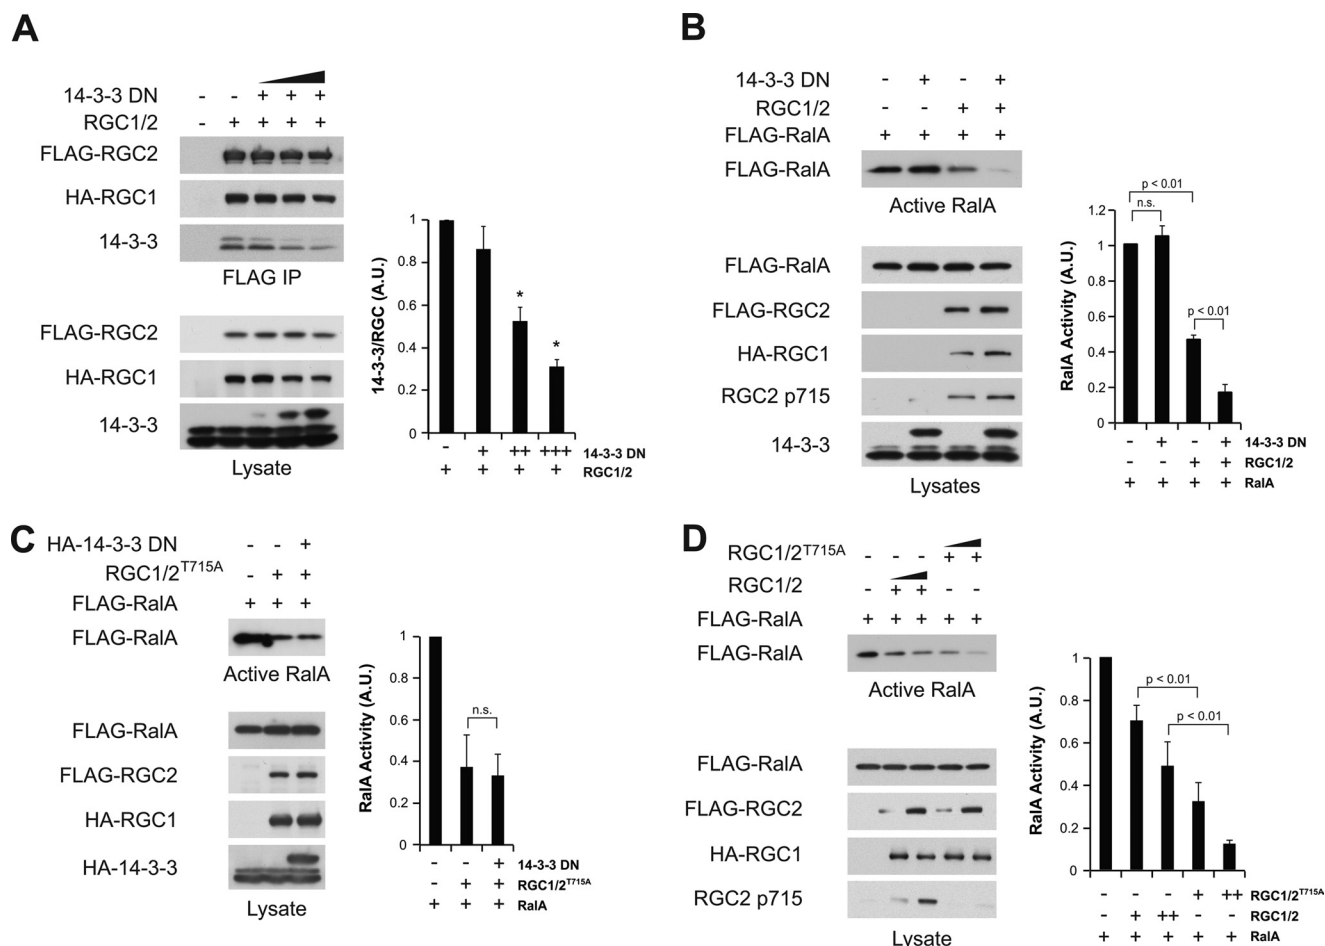 A
14-3-3 DN - - + + +
RGC1/2 - + + + +
FLAG-RGC2
HA-RGC1
14-3-3
FLAG IP
FLAG-RGC2
HA-RGC1
14-3-3
Lysate
14-3-3/RGC (A.U.)
1
0.8
0.6
0.4
0.2
0
*
*
- + ++ +++ 14-3-3 DN
+ + + + RGC1/2
B
14-3-3 DN - + - +
RGC1/2 - - + +
FLAG-RalA + + + +
FLAG-RalA
Active RalA
FLAG-RalA
FLAG-RGC2
HA-RGC1
RGC2 p715
14-3-3
Lysates
RalA Activity (A.U.)
1.2
1
0.8
0.6
0.4
0.2
0
p < 0.01
n.s.
p < 0.01
- + - + 14-3-3 DN
- - + + RGC1/2
+ + + + RalA
C
HA-14-3-3 DN - - +
RGC1/2T715A - + +
FLAG-RalA + + +
FLAG-RalA
Active RalA
FLAG-RalA
FLAG-RGC2
HA-RGC1
HA-14-3-3
Lysate
RalA Activity (A.U.)
1
0.8
0.6
0.4
0.2
0
n.s.
- - + 14-3-3 DN
- + + RGC1/2T715A
+ + + RalA
D
RGC1/2T715A - - - + +
RGC1/2 - + + - -
FLAG-RalA + + + + +
FLAG-RalA
Active RalA
FLAG-RalA
FLAG-RGC2
HA-RGC1
RGC2 p715
Lysate
RalA Activity (A.U.)
1
0.8
0.6
0.4
0.2
0
p < 0.01
p < 0.01
- - - + ++ RGC1/2T715A
- + ++ - - RGC1/2
+ + + + + RalA